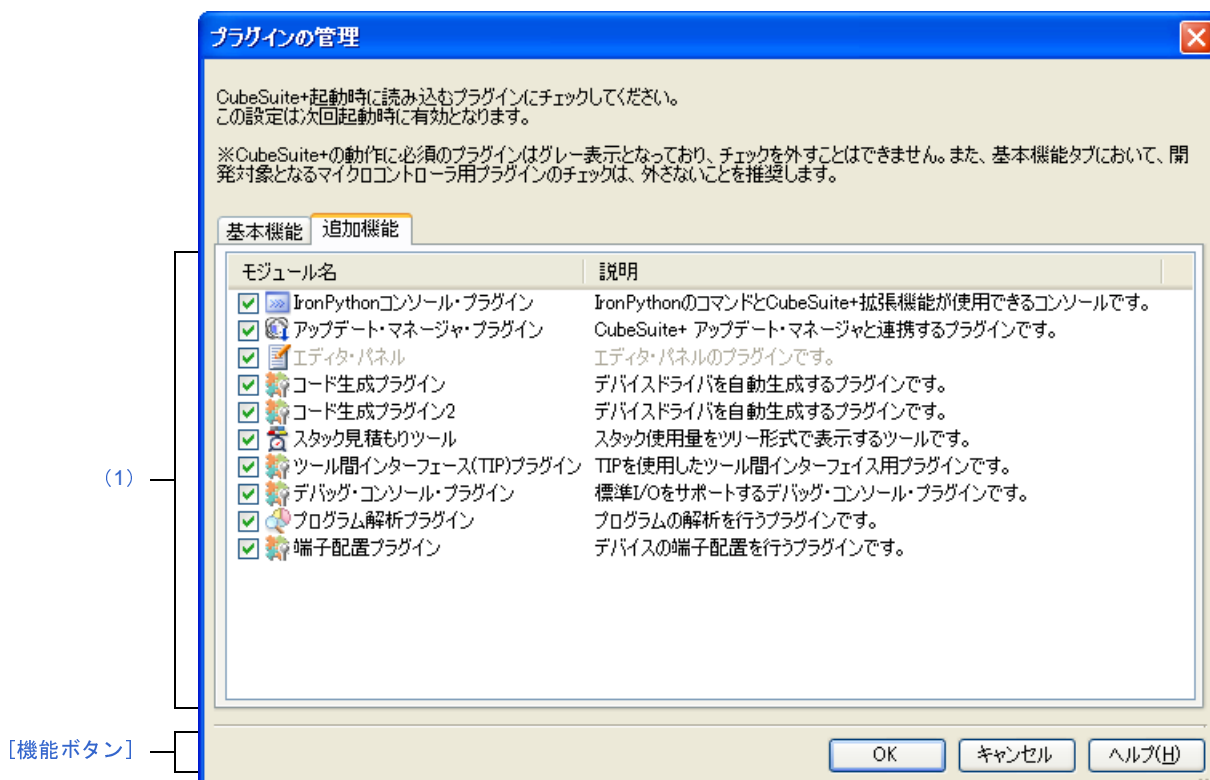 プラグインの管理
CubeSuite+起動時に読み込むプラグインにチェックしてください。
この設定は次回起動時に有効となります。
※CubeSuite+の動作に必須のプラグインはグレー表示となっており、チェックを外すことはできません。また、基本機能タブにおいて、開
発対象となるマイクロコントローラ用プラグインのチェックは、外さないことを推奨します。
基本機能 追加機能
モジュール名 説明
IronPythonコンソール・プラグイン IronPythonのコマンドとCubeSuite+拡張機能が使用できるコンソールです。
アップデート・マネージャ・プラグイン CubeSuite+ アップデート・マネージャと連携するプラグインです。
エディタ・パネル エディタ・パネルのプラグインです。
コード生成プラグイン デバイスドライバを自動生成するプラグインです。
コード生成プラグイン2 デバイスドライバを自動生成するプラグインです。
スタック見積もりツール スタック使用量をツリー形式で表示するツールです。
ツール間インターフェース(TIP)プラグイン TIPを使用したツール間インターフェイス用プラグインです。
デバッグ・コンソール・プラグイン 標準I/Oをサポートするデバッグ・コンソール・プラグインです。
プログラム解析プラグイン プログラムの解析を行うプラグインです。
端子配置プラグイン デバイスの端子配置を行うプラグインです。
(1)
[機能ボタン]
OK キャンセル ヘルプ(H)